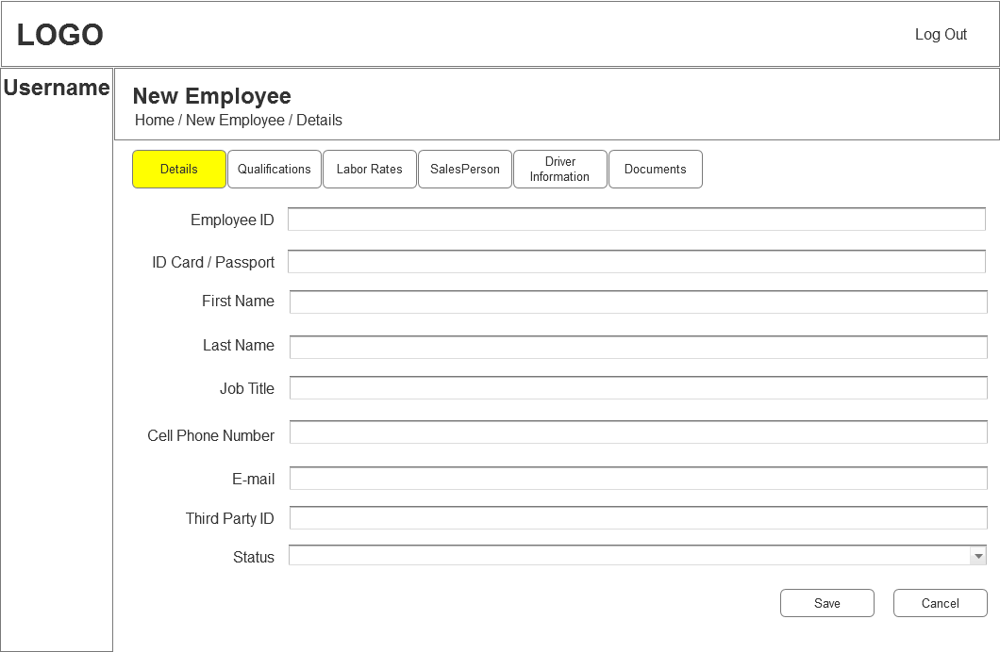 LOGO
Log Out
Username
New Employee
Home / New Employee / Details
Details
Qualifications
Labor Rates
SalesPerson
Driver
Information
Documents
Employee ID
ID Card / Passport
First Name
Last Name
Job Title
Cell Phone Number
E-mail
Third Party ID
Status
Save
Cancel